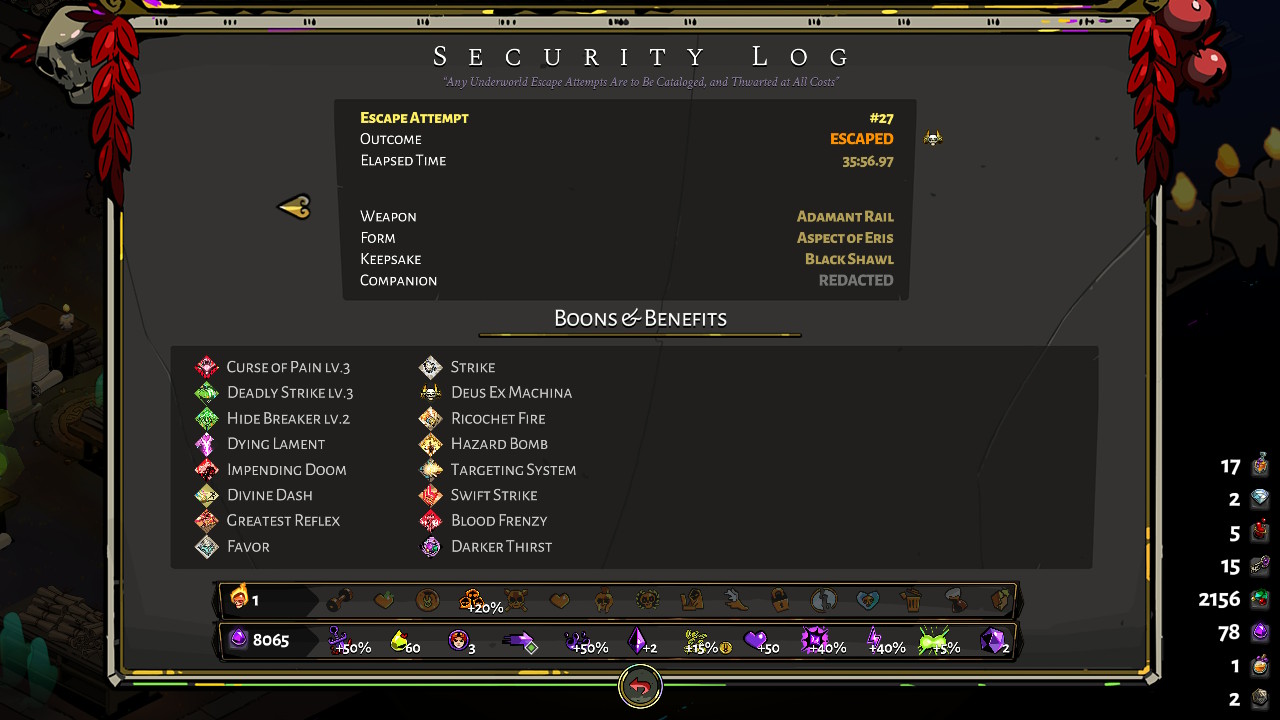 Security Log
"Any Underworld Escape Attempts Are to Be Cataloged, and Thwarted at All Costs"
Escape Attempt #27
Outcome ESCAPED
Elapsed Time 35:56.97
Weapon Adamant Rail
Form Aspect of Eris
Keepsake Black Shawl
Companion REDACTED
Boons & Benefits
Curse of Pain Lv.3 Strike
Deadly Strike Lv.3 Deus Ex Machina
Hide Breaker Lv.2 Ricochet Fire
Dying Lament Hazard Bomb
Impending Doom Targeting System
Divine Dash Swift Strike
Greatest Reflex Blood Frenzy
Favor Darker Thirst
1 +20%
8065 +50% 60 3 +50% +2 +15% +50 +40% +40% +5% 2
17
2
5
15
2156
78
1
2